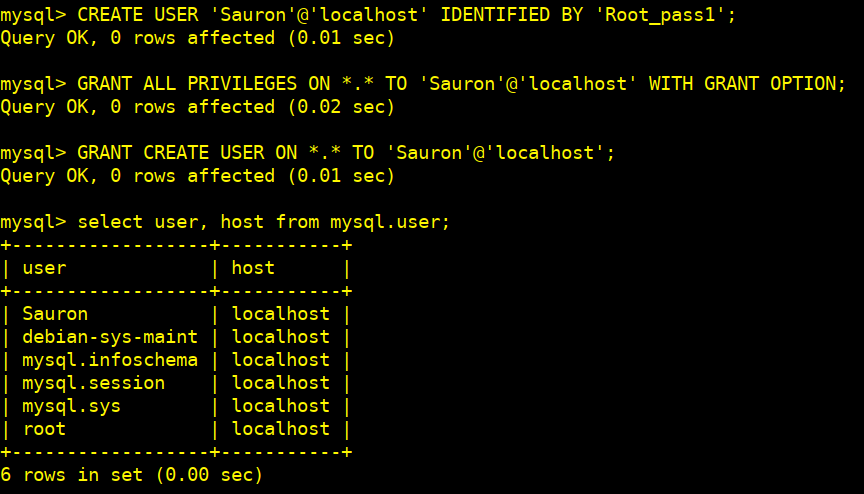 mysql> CREATE USER 'Sauron'@'localhost' IDENTIFIED BY 'Root_pass1';
Query OK, 0 rows affected (0.01 sec)

mysql> GRANT ALL PRIVILEGES ON *.* TO 'Sauron'@'localhost' WITH GRANT OPTION;
Query OK, 0 rows affected (0.02 sec)

mysql> GRANT CREATE USER ON *.* TO 'Sauron'@'localhost';
Query OK, 0 rows affected (0.01 sec)

mysql> select user, host from mysql.user;
+------------------+-----------+
| user             | host      |
+------------------+-----------+
| Sauron           | localhost |
| debian-sys-maint | localhost |
| mysql.infoschema | localhost |
| mysql.session    | localhost |
| mysql.sys        | localhost |
| root             | localhost |
+------------------+-----------+
6 rows in set (0.00 sec)